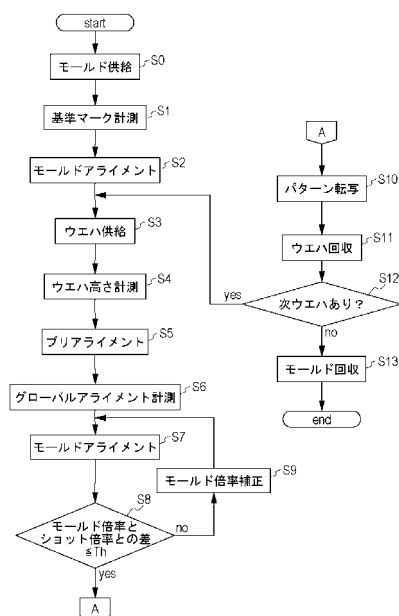 start
モールド供給
S0
基準マーク計測
S1
モールドアライメント
S2
ウエハ供給
S3
ウエハ高さ計測
S4
プリアライメント
S5
グローバルアライメント計測
S6
モールドアライメント
S7
モールド倍率と
ショット倍率との差
≦Th
S8
no
モールド倍率補正
S9
yes
A
A
パターン転写
S10
ウエハ回収
S11
次ウエハあり？
S12
yes
no
モールド回収
S13
end